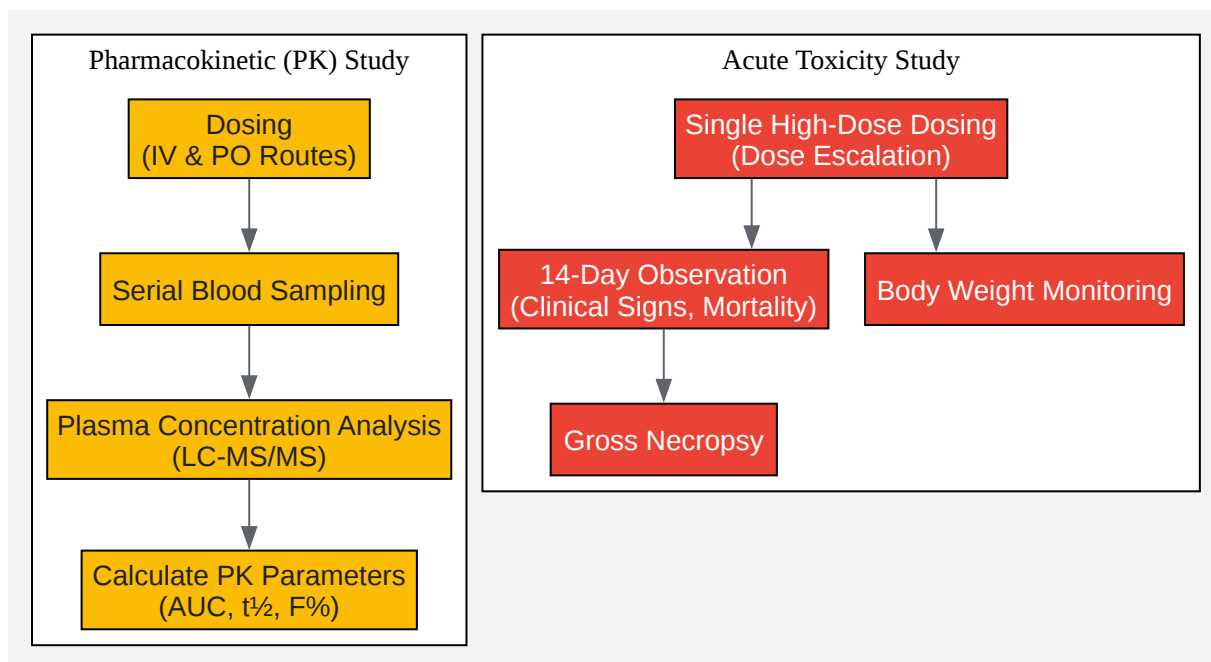 Pharmacokinetic (PK) Study
Dosing
(IV & PO Routes)
Serial Blood Sampling
Plasma Concentration Analysis
(LC-MS/MS)
Calculate PK Parameters
(AUC, t½, F%)
Acute Toxicity Study
Single High-Dose Dosing
(Dose Escalation)
14-Day Observation
(Clinical Signs, Mortality)
Body Weight Monitoring
Gross Necropsy